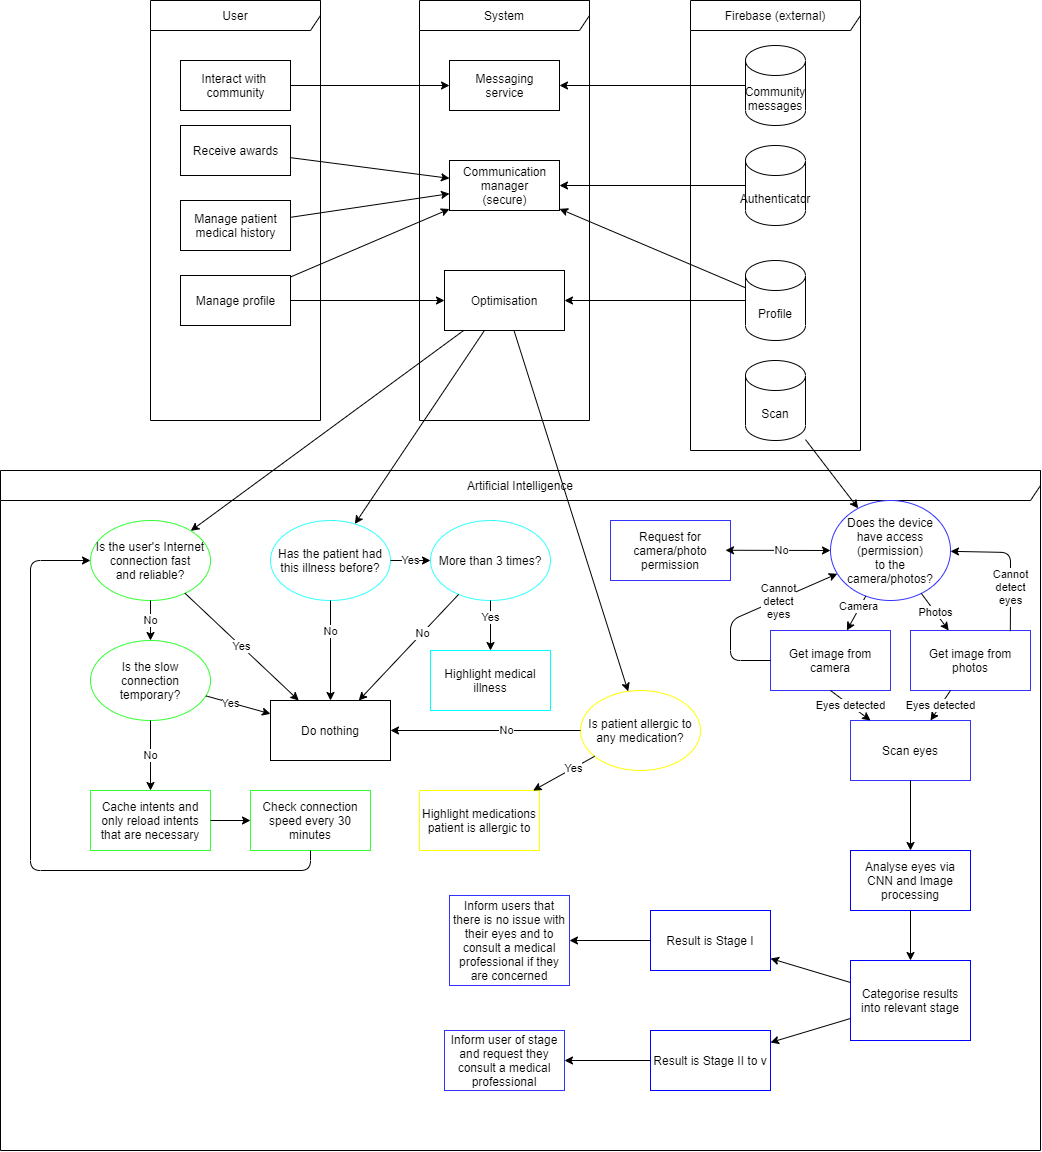 User
System
Firebase (external)
Interact with
community
Messaging
service
Community
messages
Receive awards
Communication
manager
(secure)
Authenticator
Manage patient
medical history
Manage profile
Optimisation
Profile
Scan
Artificial Intelligence
Is the user's Internet
connection fast
and reliable?
Has the patient had
this illness before?
Yes
More than 3 times?
Request for
camera/photo
permission
No
Does the device
have access
(permission)
to the
camera/photos?
Cannot
detect
eyes
Cannot
detect
eyes
Camera
Photos
No
Yes
No
No
Yes
Is the slow
connection
temporary?
Yes
Highlight medical
illness
Get image from
camera
Get image from
photos
Eyes detected
Eyes detected
Do nothing
No
Is patient allergic to
any medication?
Yes
Scan eyes
No
Cache intents and
only reload intents
that are necessary
Check connection
speed every 30
minutes
Highlight medications
patient is allergic to
Analyse eyes via
CNN and Image
processing
Inform users that
there is no issue with
their eyes and to
consult a medical
professional if they
are concerned
Result is Stage I
Categorise results
into relevant stage
Inform user of stage
and request they
consult a medical
professional
Result is Stage II to v